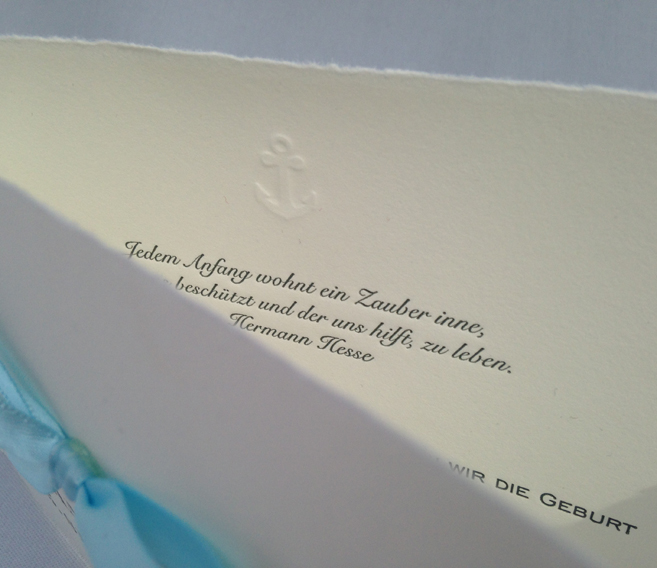 Jedem Anfang wohnt ein Zauber inne,
beschützt und der uns hilft, zu leben.
Hermann Hesse
WIR DIE GEBURT